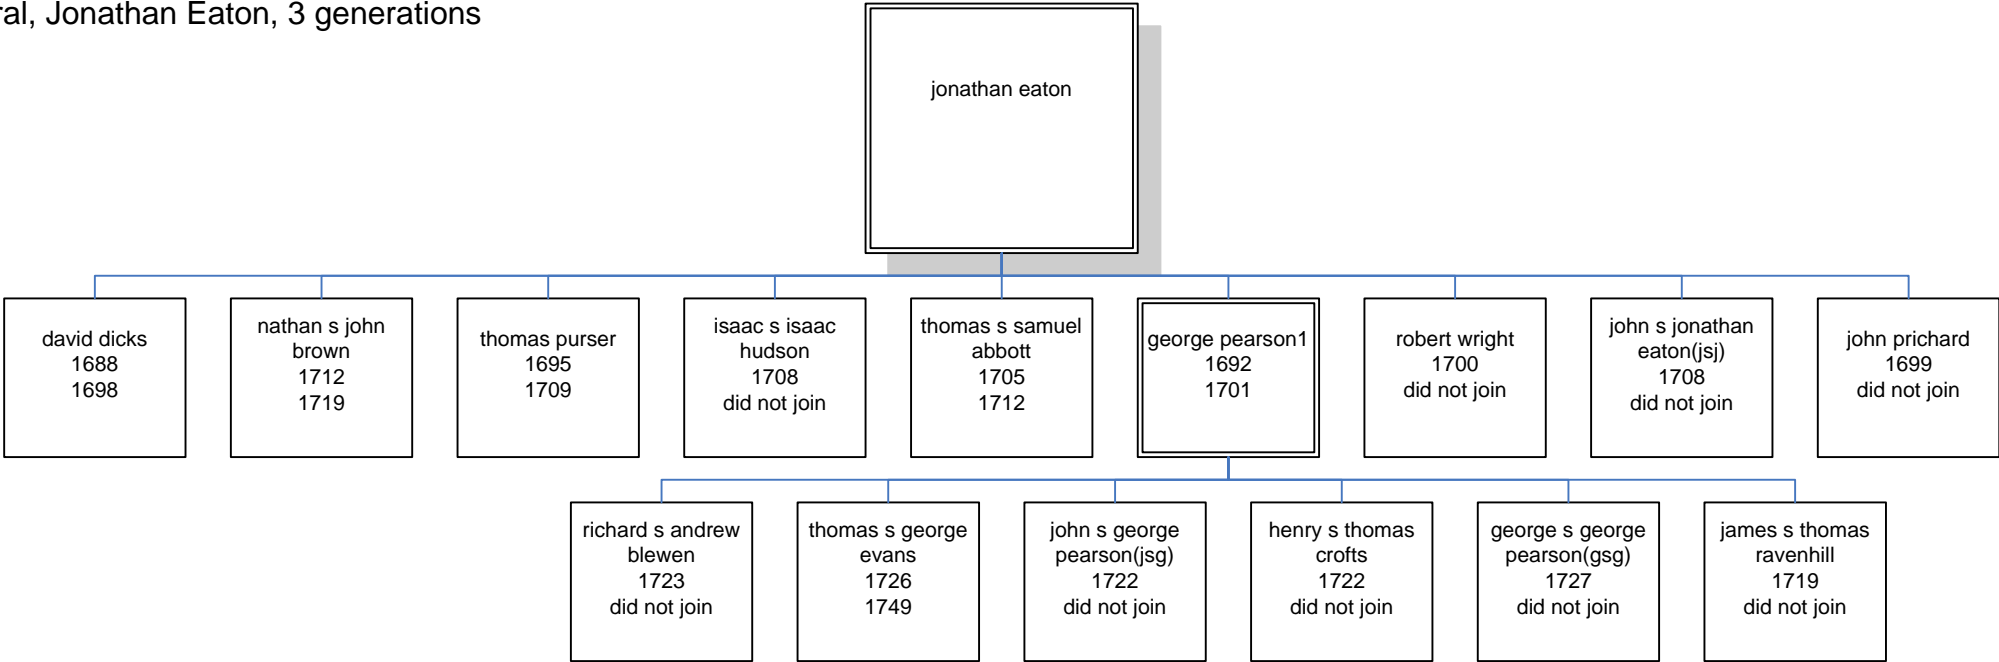 ral, Jonathan Eaton, 3 generations
jonathan eaton
david dicks
1688
1698
nathan s john
brown
1712
1719
thomas purser
1695
1709
isaac s isaac
hudson
1708
did not join
thomas s samuel
abbott
1705
1712
george pearson1
1692
1701
robert wright
1700
did not join
john s jonathan
eaton(jsj)
1708
did not join
john prichard
1699
did not join
richard s andrew
blewen
1723
did not join
thomas s george
evans
1726
1749
john s george
pearson(jsg)
1722
did not join
henry s thomas
crofts
1722
did not join
george s george
pearson(gsg)
1727
did not join
james s thomas
ravenhill
1719
did not join